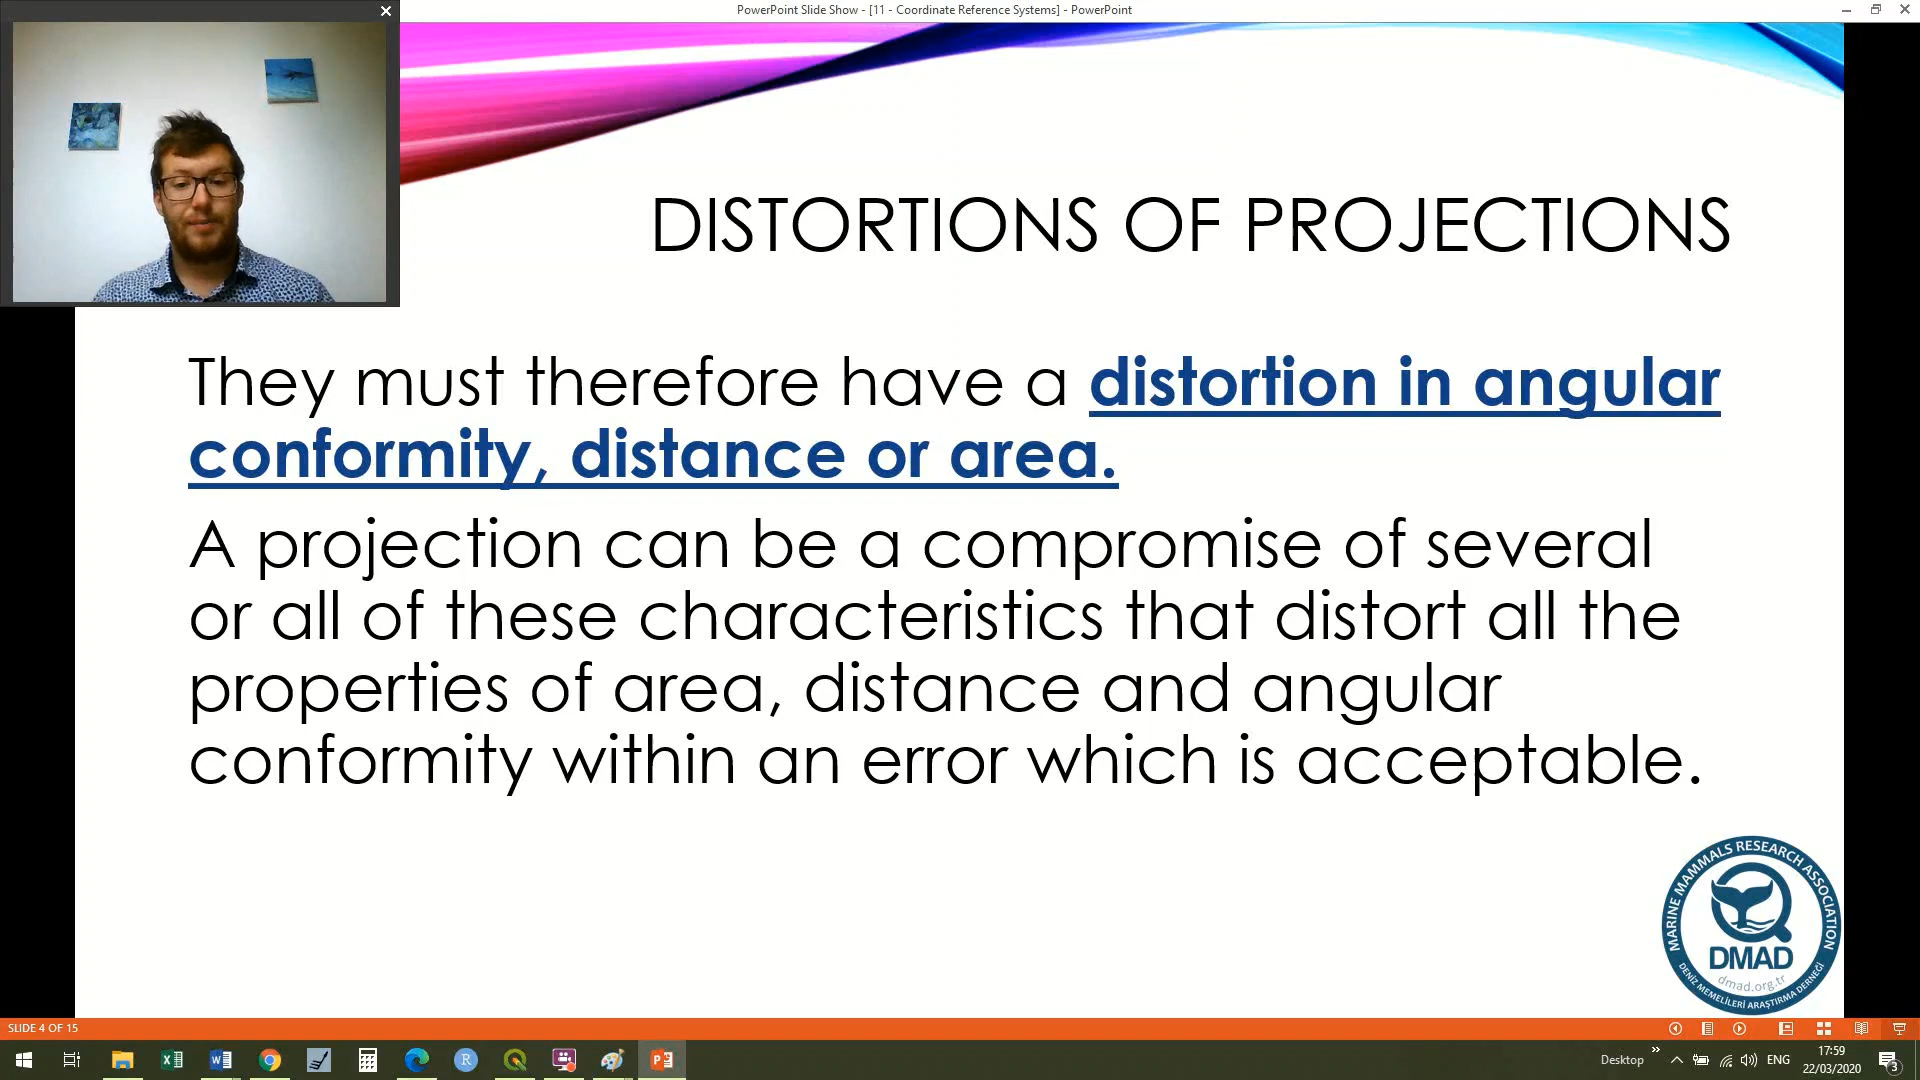 PowerPoint Slide Show - [11 - Coordinate Reference Systems] - PowerPoint
DISTORTIONS OF PROJECTIONS
They must therefore have a distortion in angular
conformity, distance or area.
A projection can be a compromise of several
or all of these characteristics that distort all the
properties of area, distance and angular
conformity within an error which is acceptable.
MARINE MAMMALS RESEARCH ASSOCIATION
DMAD
dmad.org.tr
DENİZ MEMELİLERİ ARAŞTIRMA DERNEĞİ
SLIDE 4 OF 15
Desktop
ENG
17:59
22/03/2020
3